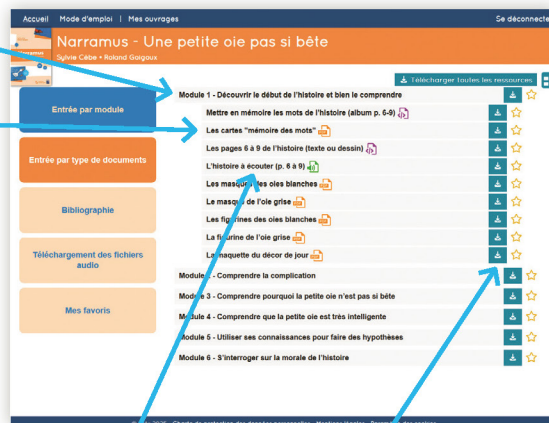 Accueil Mode d'emploi | Mes ouvrages Se déconnecte
Narramus - Une petite oie pas si bête
Sylvie Cèbe • Roland Goigoux
Télécharger toutes les ressources
Entrée par module
Entrée par type de documents
Bibliographie
Téléchargement des fichiers audio
Mes favoris
Module 1 - Découvrir le début de l'histoire et bien le comprendre
Mettre en mémoire les mots de l'histoire (album p. 6-9)
Les cartes "mémoire des mots"
Les pages 6 à 9 de l'histoire (texte ou dessin)
L'histoire à écouter (p. 6 à 9)
Les masques des oies blanches
Le masque de l'oie grise
Les figurines des oies blanches
La figurine de l'oie grise
La maquette du décor de jour
Module 2 - Comprendre la complication
Module 3 - Comprendre pourquoi la petite oie n'est pas si bête
Module 4 - Comprendre que la petite oie est très intelligente
Module 5 - Utiliser ses connaissances pour faire des hypothèses
Module 6 - S'interroger sur la morale de l'histoire